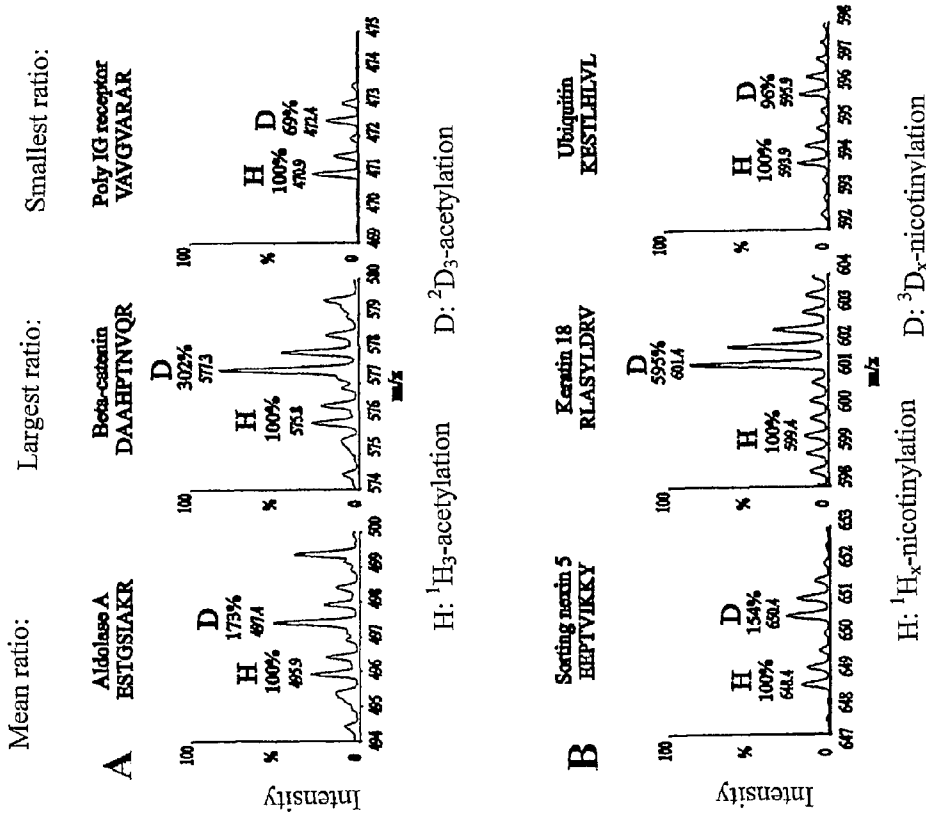 Mean ratio:
Largest ratio:
Smallest ratio:
A
Aldolase A
ESTGSIAKR
Beta-catenin
DAAHPTNVQR
Poly IG receptor
VAVGVARAR
100
%
0
H
100%
495.9
D
173%
497.4
494 495 496 497 498 499 500
100
%
0
H
100%
575.8
D
302%
577.3
574 575 576 577 578 579 580
m/z
100
%
0
H
100%
470.9
D
69%
472.4
469 470 471 472 473 474 475
Intensity
H: ¹H₃-acetylation
D: ²D₃-acetylation
B
Sorting nexin 5
EEPTVIKKY
Keratin 18
RLASYLDRV
Ubiquitin
KESTLHLVL
100
%
0
H
100%
648.4
D
154%
650.4
647 648 649 650 651 652 653
100
%
0
H
100%
599.4
D
595%
601.4
598 599 600 601 602 603 604
m/z
100
%
0
H
100%
593.9
D
96%
595.9
592 593 594 595 596 597 598
Intensity
H: ¹Hₓ-nicotinylation
D: ³Dₓ-nicotinylation